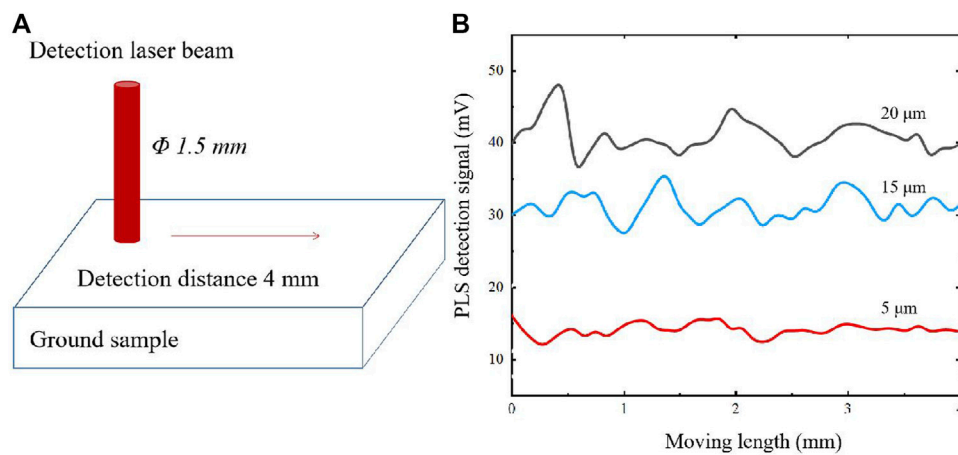 A
Detection laser beam
Φ 1.5 mm
Detection distance 4 mm
Ground sample
B
PLS detection signal (mV)
50
40
30
20
10
20 μm
15 μm
5 μm
0
1
2
3
4
Moving length (mm)